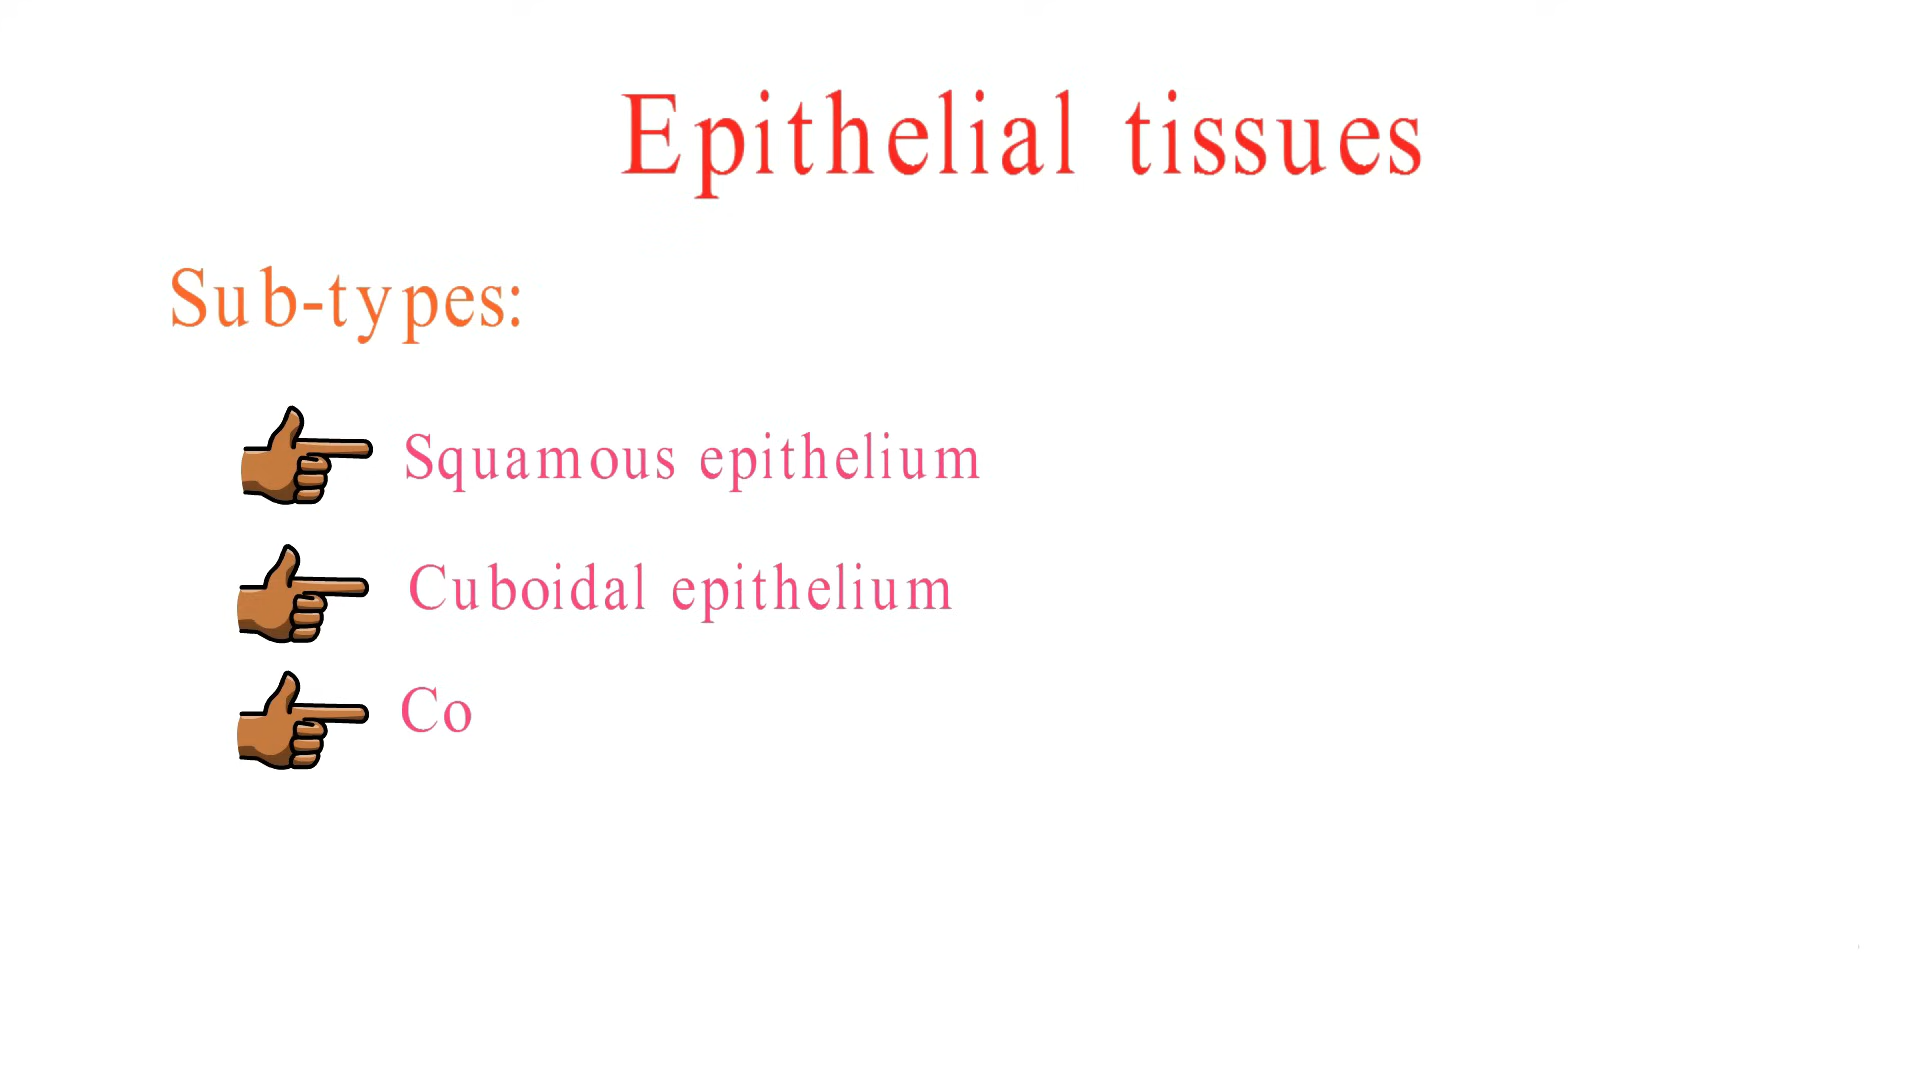 Epithelial tissues
Sub-types:
Squamous epithelium
Cuboidal epithelium
Co